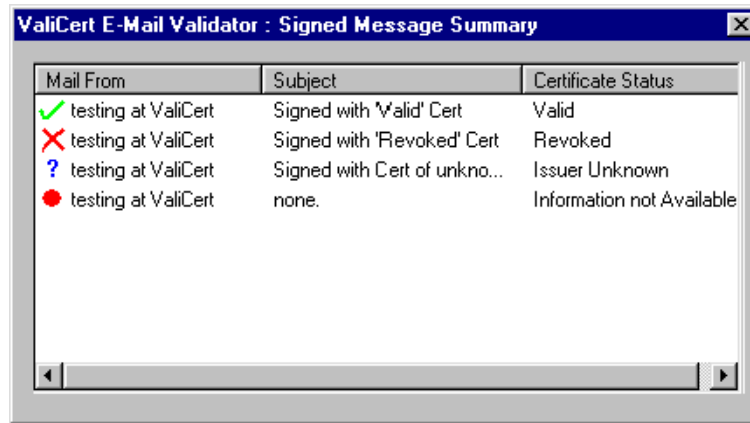 ValiCert E-Mail Validator : Signed Message Summary
Mail From Subject Certificate Status
testing at ValiCert Signed with 'Valid' Cert Valid
testing at ValiCert Signed with 'Revoked' Cert Revoked
? testing at ValiCert Signed with Cert of unkno... Issuer Unknown
testing at ValiCert none. Information not Available